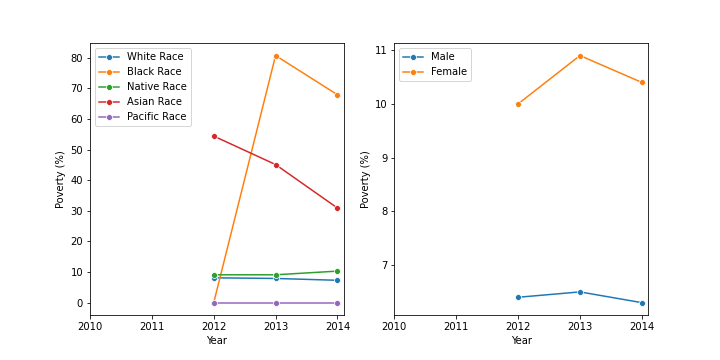 White Race
Black Race
Native Race
Asian Race
Pacific Race
80
70
60
50
40
30
20
10
0
Poverty (%)
2010 2011 2012 2013 2014
Year
Male
Female
11
10
9
8
7
Poverty (%)
2010 2011 2012 2013 2014
Year